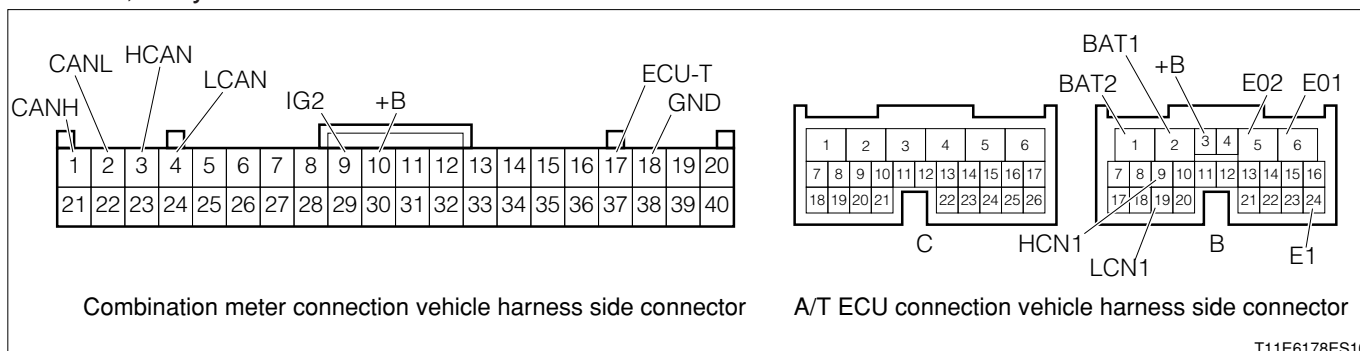 CANL
HCAN
LCAN
CANH
IG2
+B
ECU-T
GND
1 2 3 4 5 6 7 8 9 10 11 12 13 14 15 16 17 18 19 20
21 22 23 24 25 26 27 28 29 30 31 32 33 34 35 36 37 38 39 40
Combination meter connection vehicle harness side connector
1 2 3 4 5 6
7 8 9 10 11 12 13 14 15 16 17
18 19 20 21 22 23 24 25 26
C
BAT1
+B
BAT2
E02
E01
1 2 3 4 5 6
7 8 9 10 11 12 13 14 15 16
17 18 19 20 21 22 23 24
HCN1
LCN1
B
E1
A/T ECU connection vehicle harness side connector